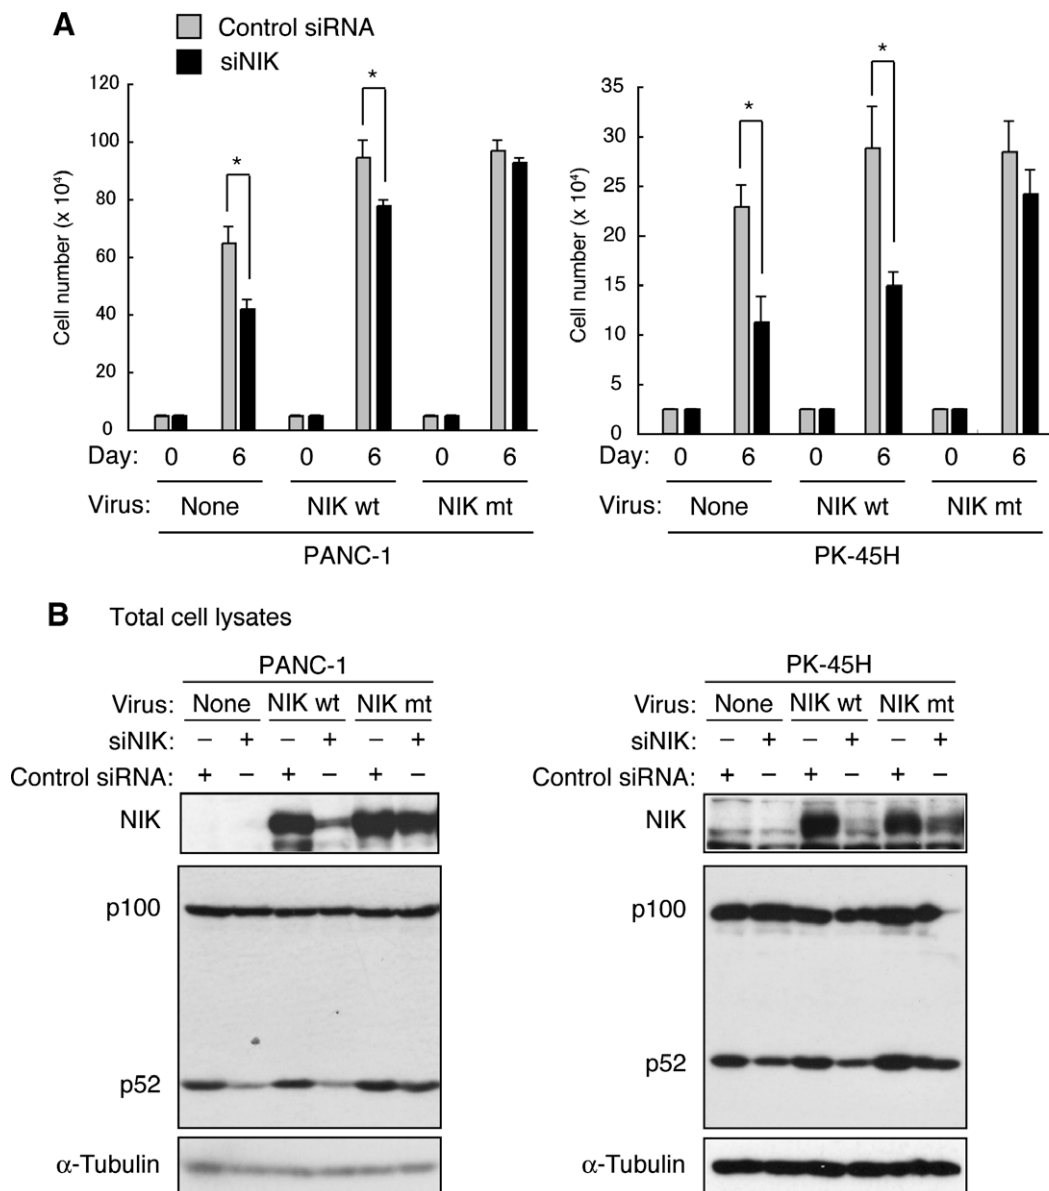 A
Control siRNA
siNIK
120
100
80
60
40
20
0
Cell number (x 10⁴)
*
*
Day: 0 6 0 6 0 6
Virus: None NIK wt NIK mt
PANC-1
35
30
25
20
15
10
5
0
Cell number (x 10⁴)
*
*
Day: 0 6 0 6 0 6
Virus: None NIK wt NIK mt
PK-45H
B Total cell lysates
PANC-1
Virus: None NIK wt NIK mt
siNIK: – + – + – +
Control siRNA: + – + – + –
NIK
p100
p52
α-Tubulin
PK-45H
Virus: None NIK wt NIK mt
siNIK: – + – + – +
Control siRNA: + – + – + –
NIK
p100
p52
α-Tubulin